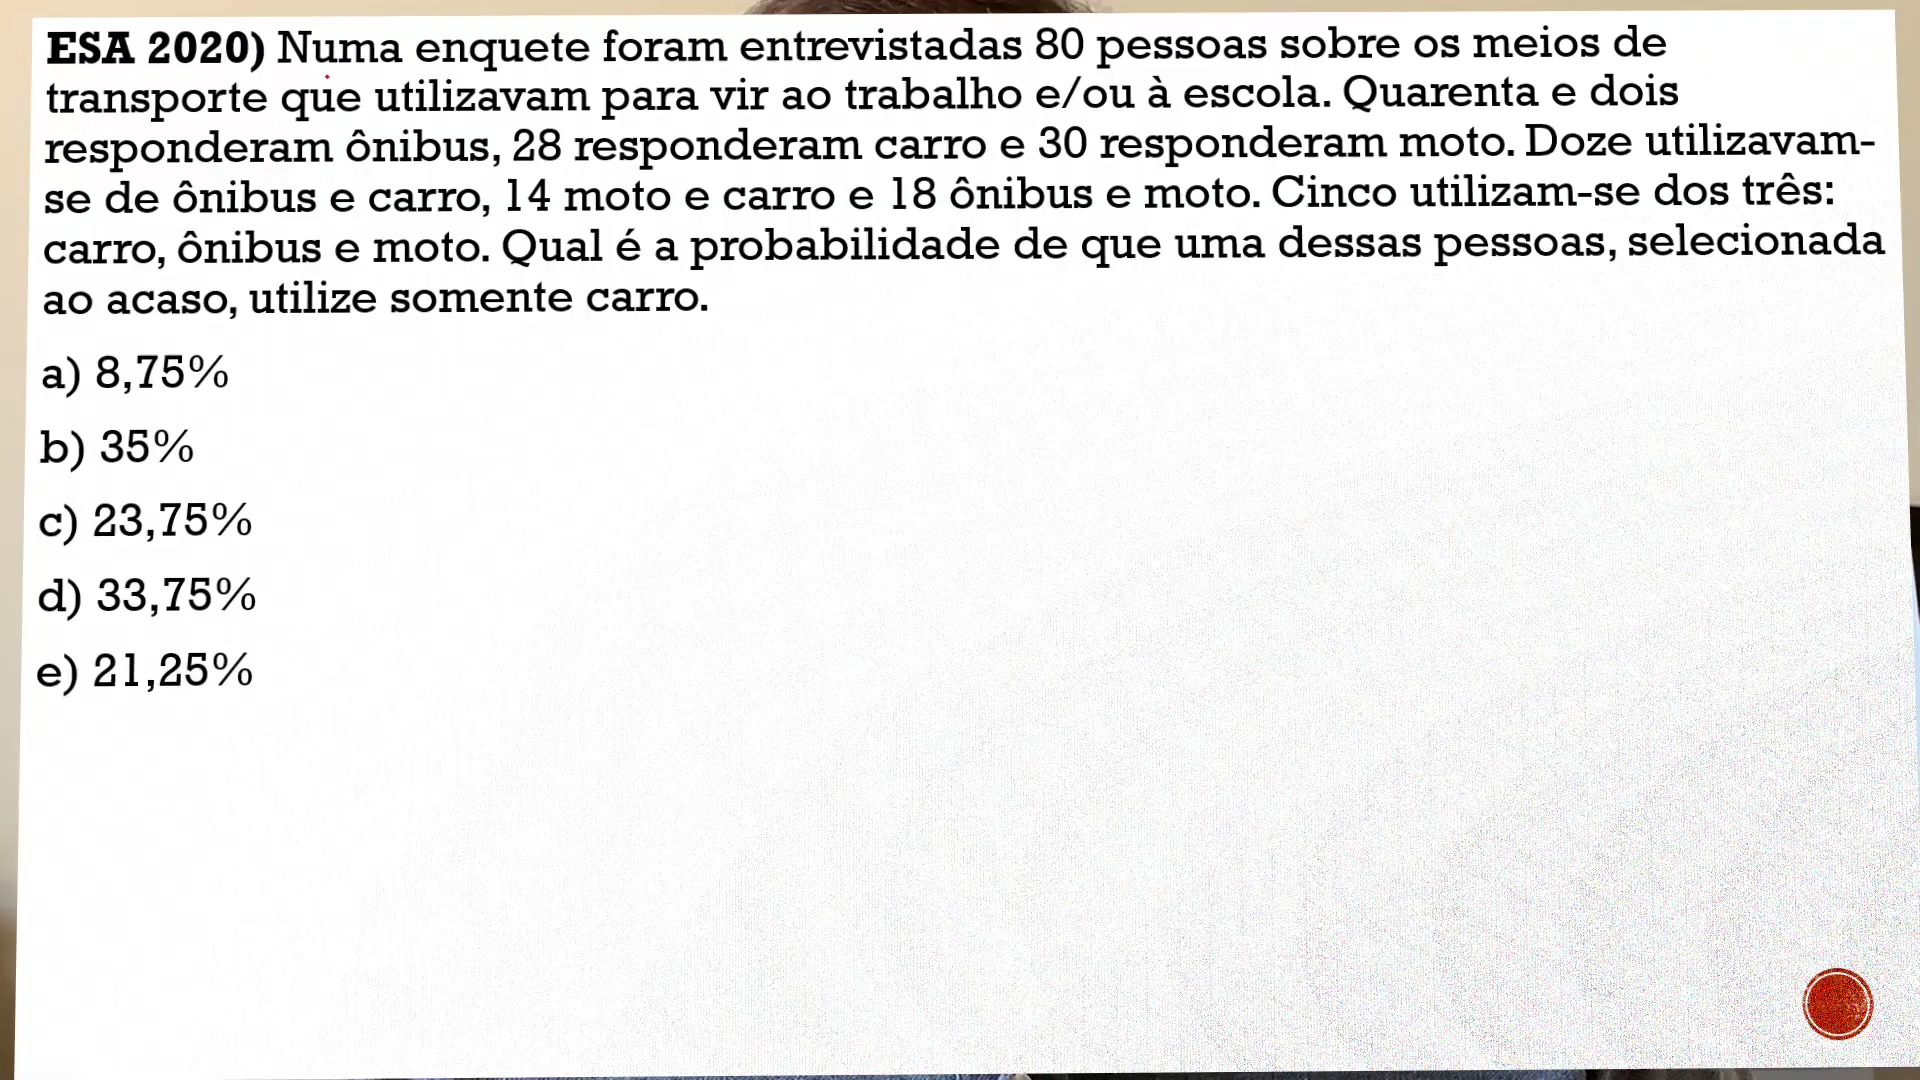 ESA 2020) Numa enquete foram entrevistadas 80 pessoas sobre os meios de
transporte que utilizavam para vir ao trabalho e/ou à escola. Quarenta e dois
responderam ônibus, 28 responderam carro e 30 responderam moto. Doze utilizavam-
se de ônibus e carro, 14 moto e carro e 18 ônibus e moto. Cinco utilizam-se dos três:
carro, ônibus e moto. Qual é a probabilidade de que uma dessas pessoas, selecionada
ao acaso, utilize somente carro.
a) 8,75%
b) 35%
c) 23,75%
d) 33,75%
e) 21,25%